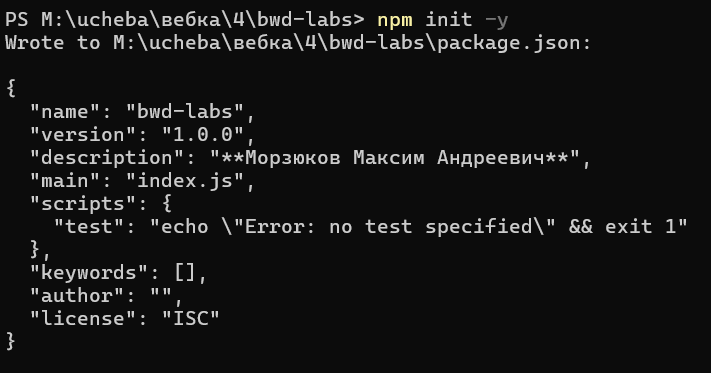 PS M:\ucheba\вебка\4\bwd-labs> npm init -y
Wrote to M:\ucheba\вебка\4\bwd-labs\package.json:
{
  "name": "bwd-labs",
  "version": "1.0.0",
  "description": "**Морзюков Максим Андреевич**",
  "main": "index.js",
  "scripts": {
    "test": "echo \"Error: no test specified\" && exit 1"
  },
  "keywords": [],
  "author": "",
  "license": "ISC"
}